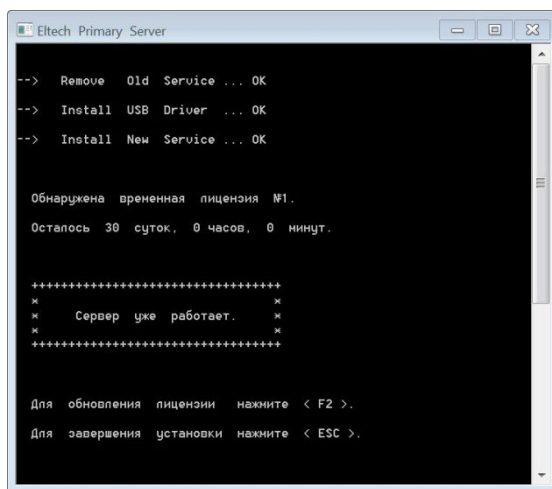 Eltech Primary Server
--> Remove Old Service ... OK
--> Install USB Driver ... OK
--> Install New Service ... OK
Обнаружена временная лицензия №1.
Осталось 30 суток, 0 часов, 0 минут.
++++++++++++++++++++++++++++++++++
* *
* Сервер уже работает. *
* *
++++++++++++++++++++++++++++++++++
Для обновления лицензии нажмите < F2 >.
Для завершения установки нажмите < ESC >.